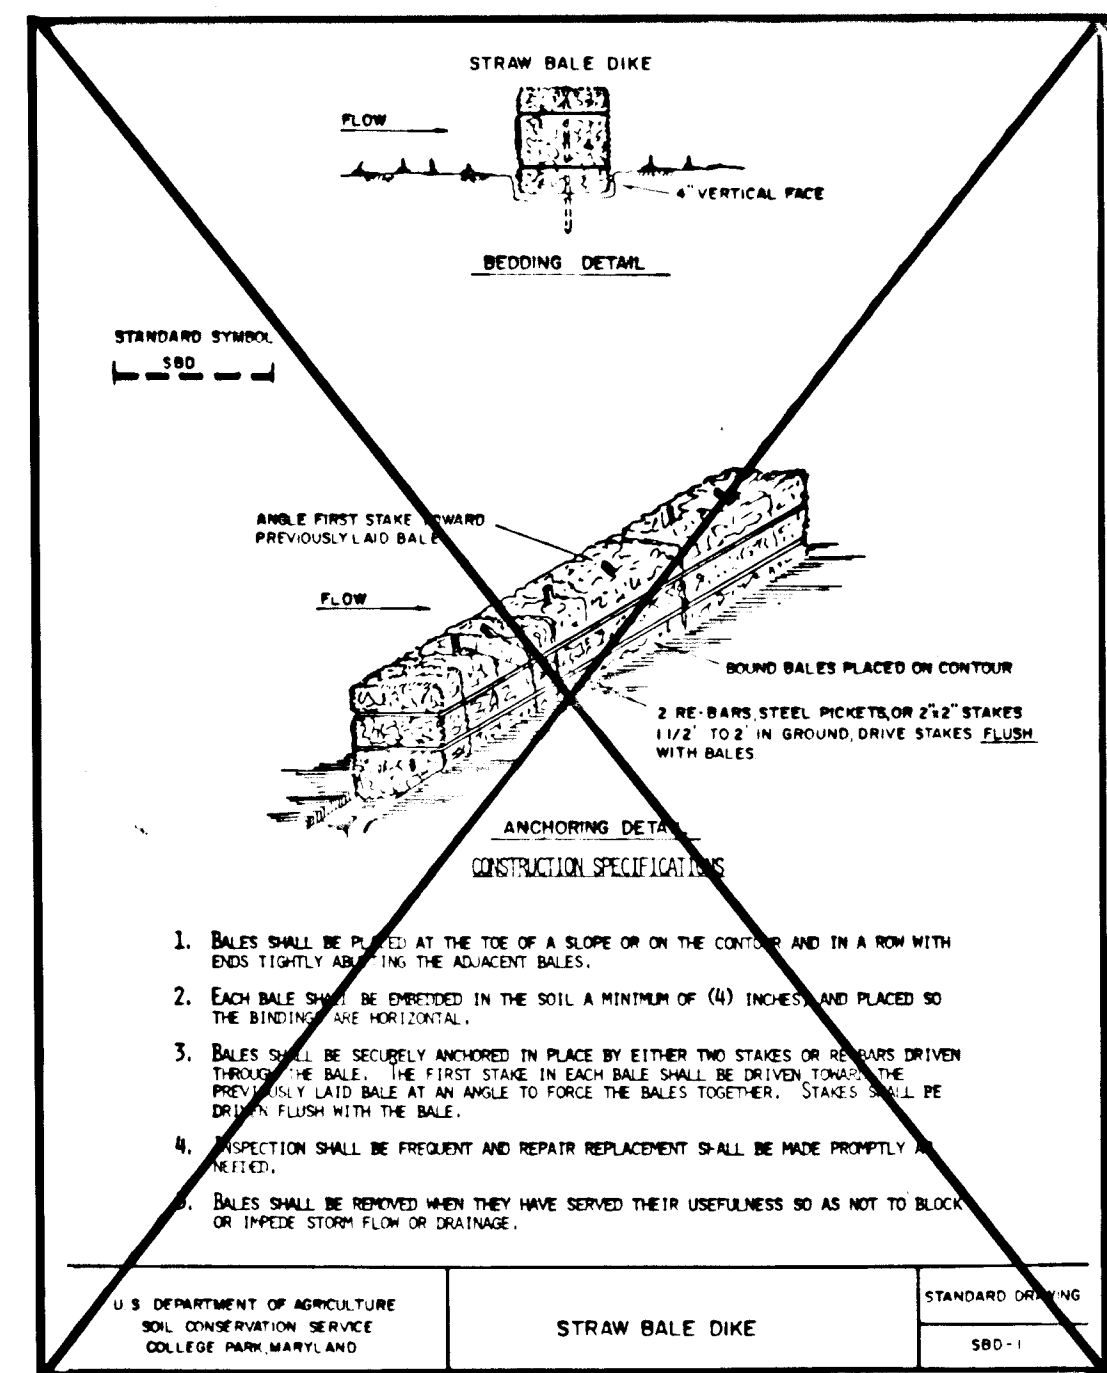 STRAW BALE DIKE
FLOW
4" VERTICAL FACE
BEDDING DETAIL
STANDARD SYMBOL
SBD
ANGLE FIRST STAKE TOWARD
PREVIOUSLY LAID BALE
FLOW
BOUND BALES PLACED ON CONTOUR
2 RE-BARS, STEEL PICKETS, OR 2"x2" STAKES
1 1/2' TO 2' IN GROUND, DRIVE STAKES FLUSH
WITH BALES
ANCHORING DETAIL
CONSTRUCTION SPECIFICATIONS
1. BALES SHALL BE PLACED AT THE TOE OF A SLOPE OR ON THE CONTOUR AND IN A ROW WITH
ENDS TIGHTLY ABUTTING THE ADJACENT BALES.
2. EACH BALE SHALL BE EMBEDDED IN THE SOIL A MINIMUM OF (4) INCHES, AND PLACED SO
THE BINDINGS ARE HORIZONTAL.
3. BALES SHALL BE SECURELY ANCHORED IN PLACE BY EITHER TWO STAKES OR RE-BARS DRIVEN
THROUGH THE BALE. THE FIRST STAKE IN EACH BALE SHALL BE DRIVEN TOWARD THE
PREVIOUSLY LAID BALE AT AN ANGLE TO FORCE THE BALES TOGETHER. STAKES SHALL BE
DRIVEN FLUSH WITH THE BALE.
4. INSPECTION SHALL BE FREQUENT AND REPAIR REPLACEMENT SHALL BE MADE PROMPTLY AS
NEEDED.
5. BALES SHALL BE REMOVED WHEN THEY HAVE SERVED THEIR USEFULNESS SO AS NOT TO BLOCK
OR IMPEDE STORM FLOW OR DRAINAGE.
U.S DEPARTMENT OF AGRICULTURE
SOIL CONSERVATION SERVICE
COLLEGE PARK, MARYLAND
STRAW BALE DIKE
STANDARD DRAWING
SBD-1